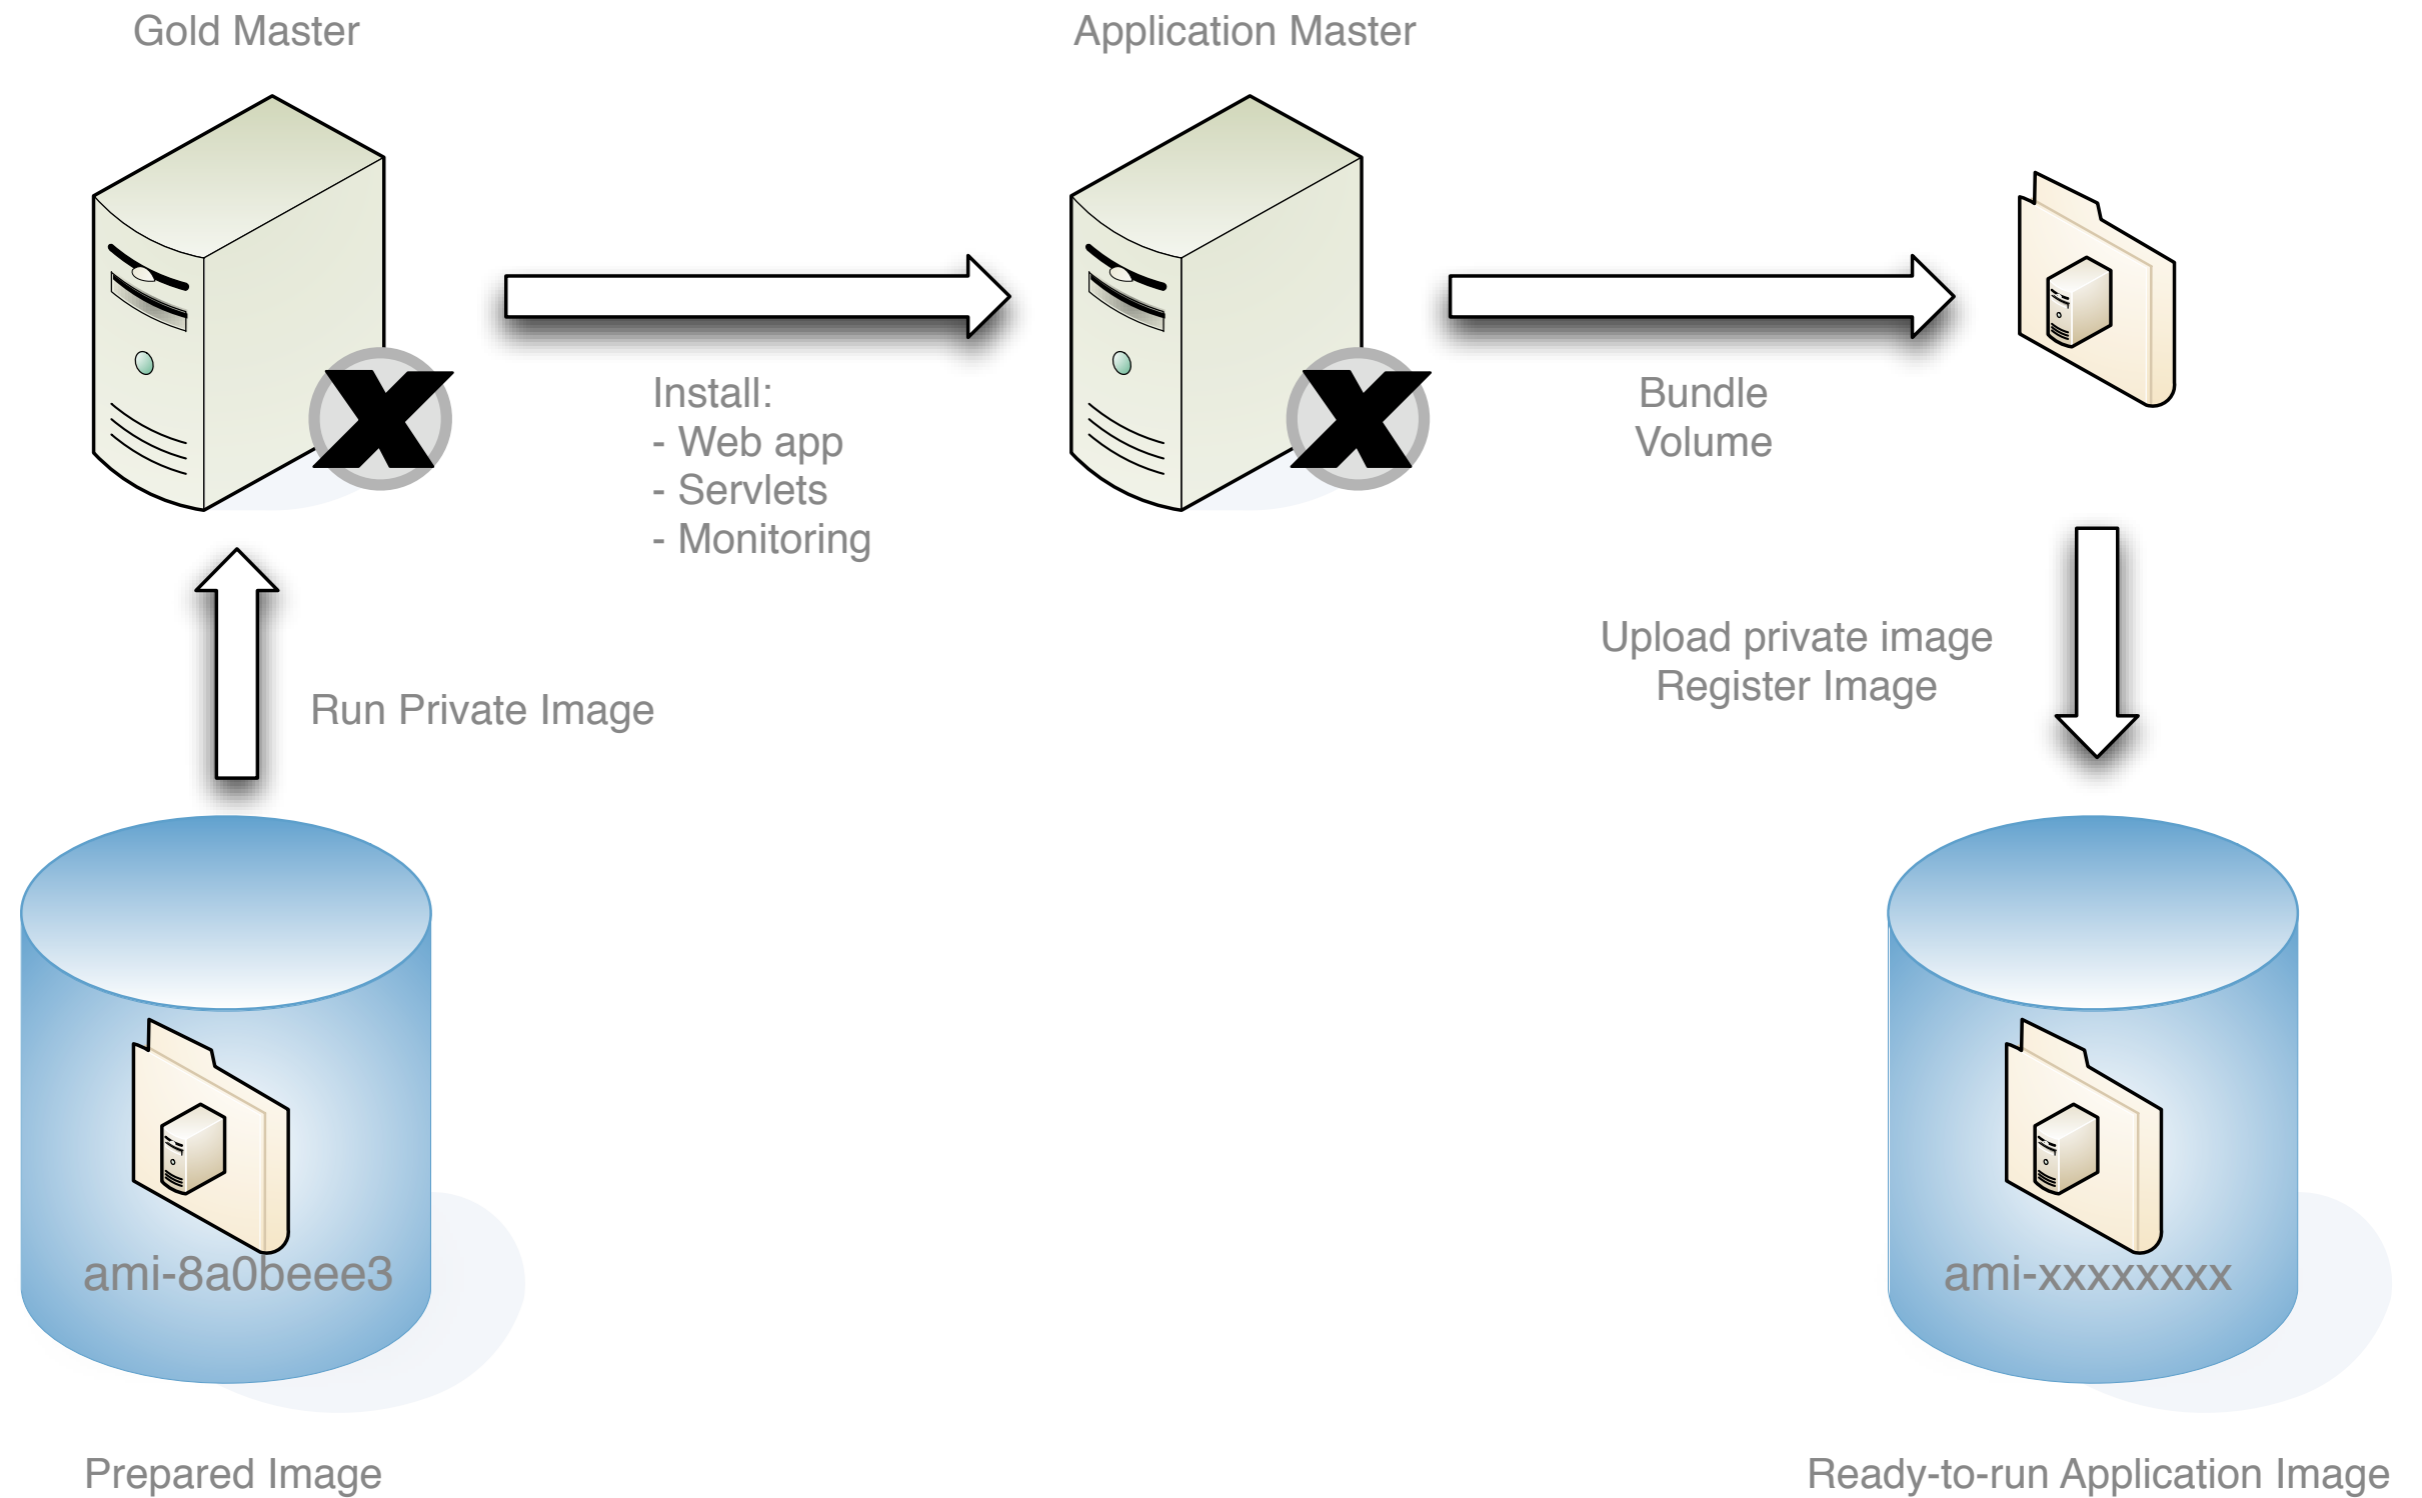 Gold Master
Application Master
X
X
Install:
- Web app
- Servlets
- Monitoring
Bundle
Volume
Run Private Image
Upload private image
Register Image
ami-8a0beee3
ami-xxxxxxxx
Prepared Image
Ready-to-run Application Image